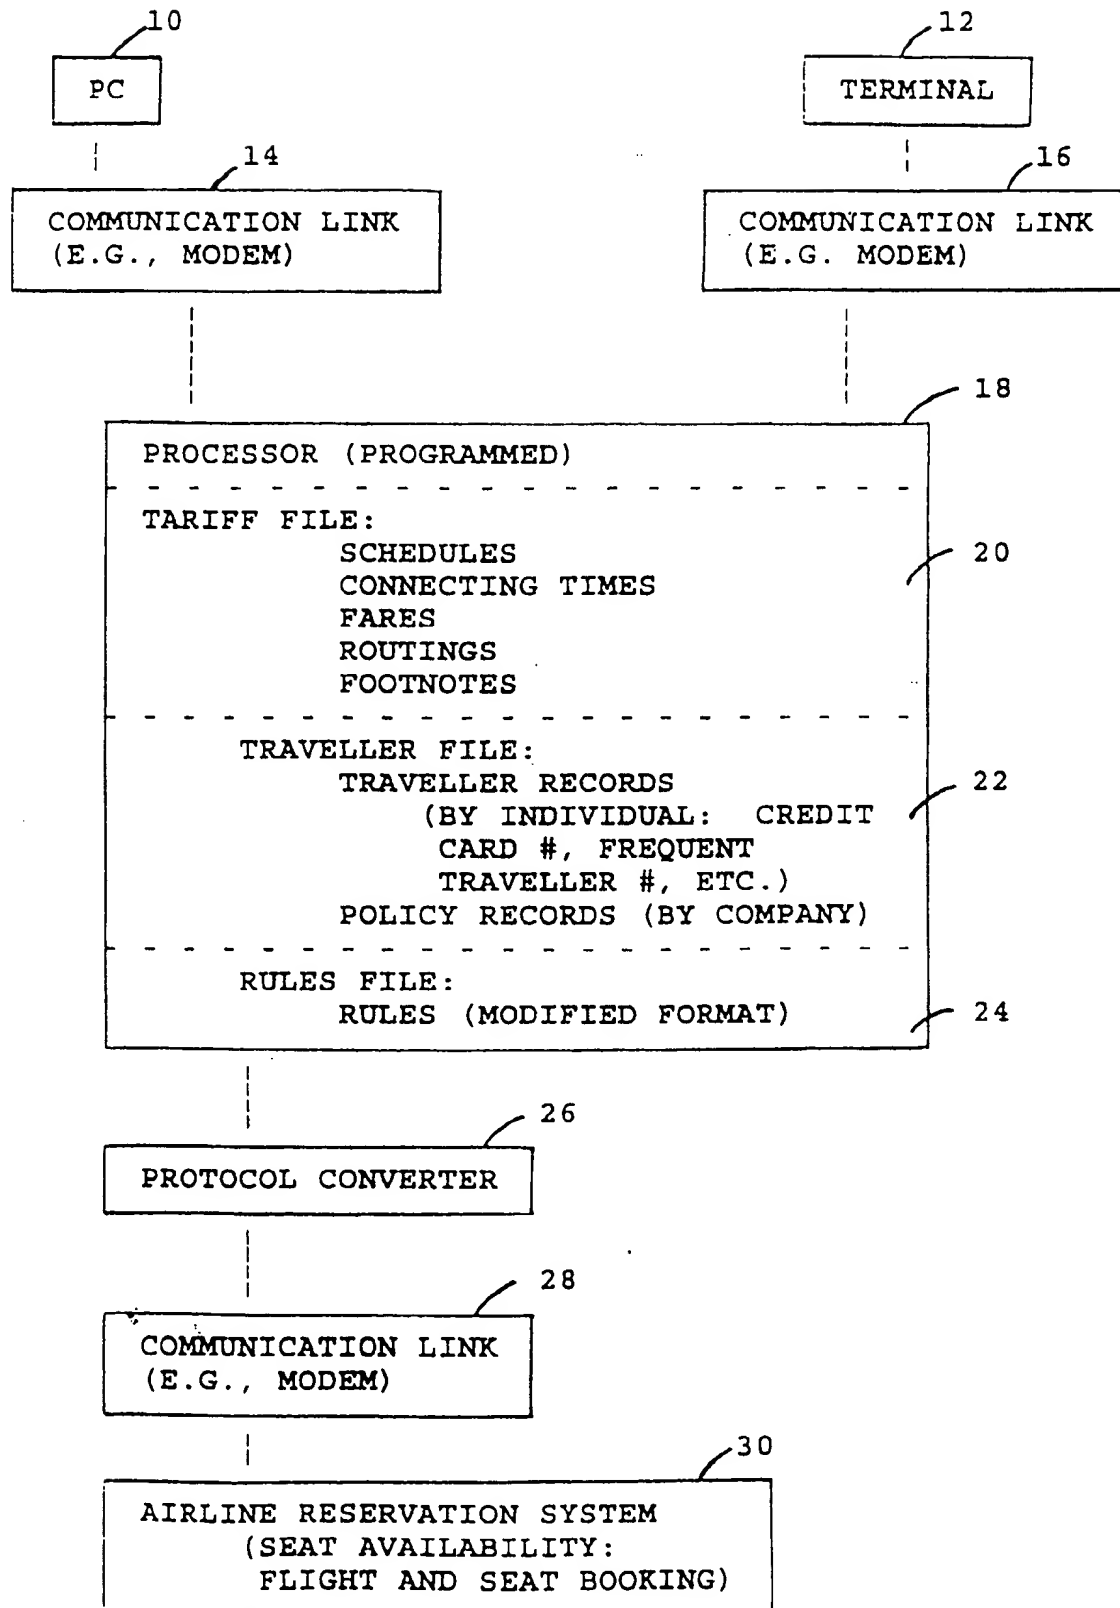 10
12
PC
TERMINAL
14
16
COMMUNICATION LINK
(E.G., MODEM)
COMMUNICATION LINK
(E.G. MODEM)
18
PROCESSOR (PROGRAMMED)
TARIFF FILE:
SCHEDULES
20
CONNECTING TIMES
FARES
ROUTINGS
FOOTNOTES
TRAVELLER FILE:
TRAVELLER RECORDS
22
(BY INDIVIDUAL: CREDIT
CARD #, FREQUENT
TRAVELLER #, ETC.)
POLICY RECORDS (BY COMPANY)
RULES FILE:
RULES (MODIFIED FORMAT)
24
26
PROTOCOL CONVERTER
28
COMMUNICATION LINK
(E.G., MODEM)
30
AIRLINE RESERVATION SYSTEM
(SEAT AVAILABILITY:
FLIGHT AND SEAT BOOKING)